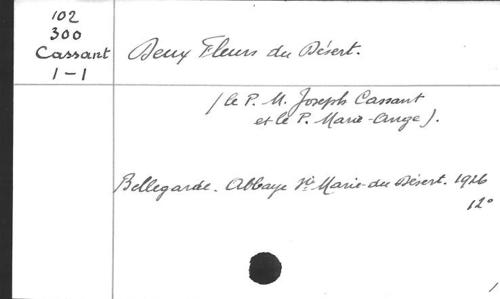 102
300
Cassant
1-1
Deux Fleurs du Désert.
(le P. M. Joseph Cassant
et le P. Marie-Ange).
Bellegarde. Abbaye Ste Marie-du Désert. 1926
12°
1